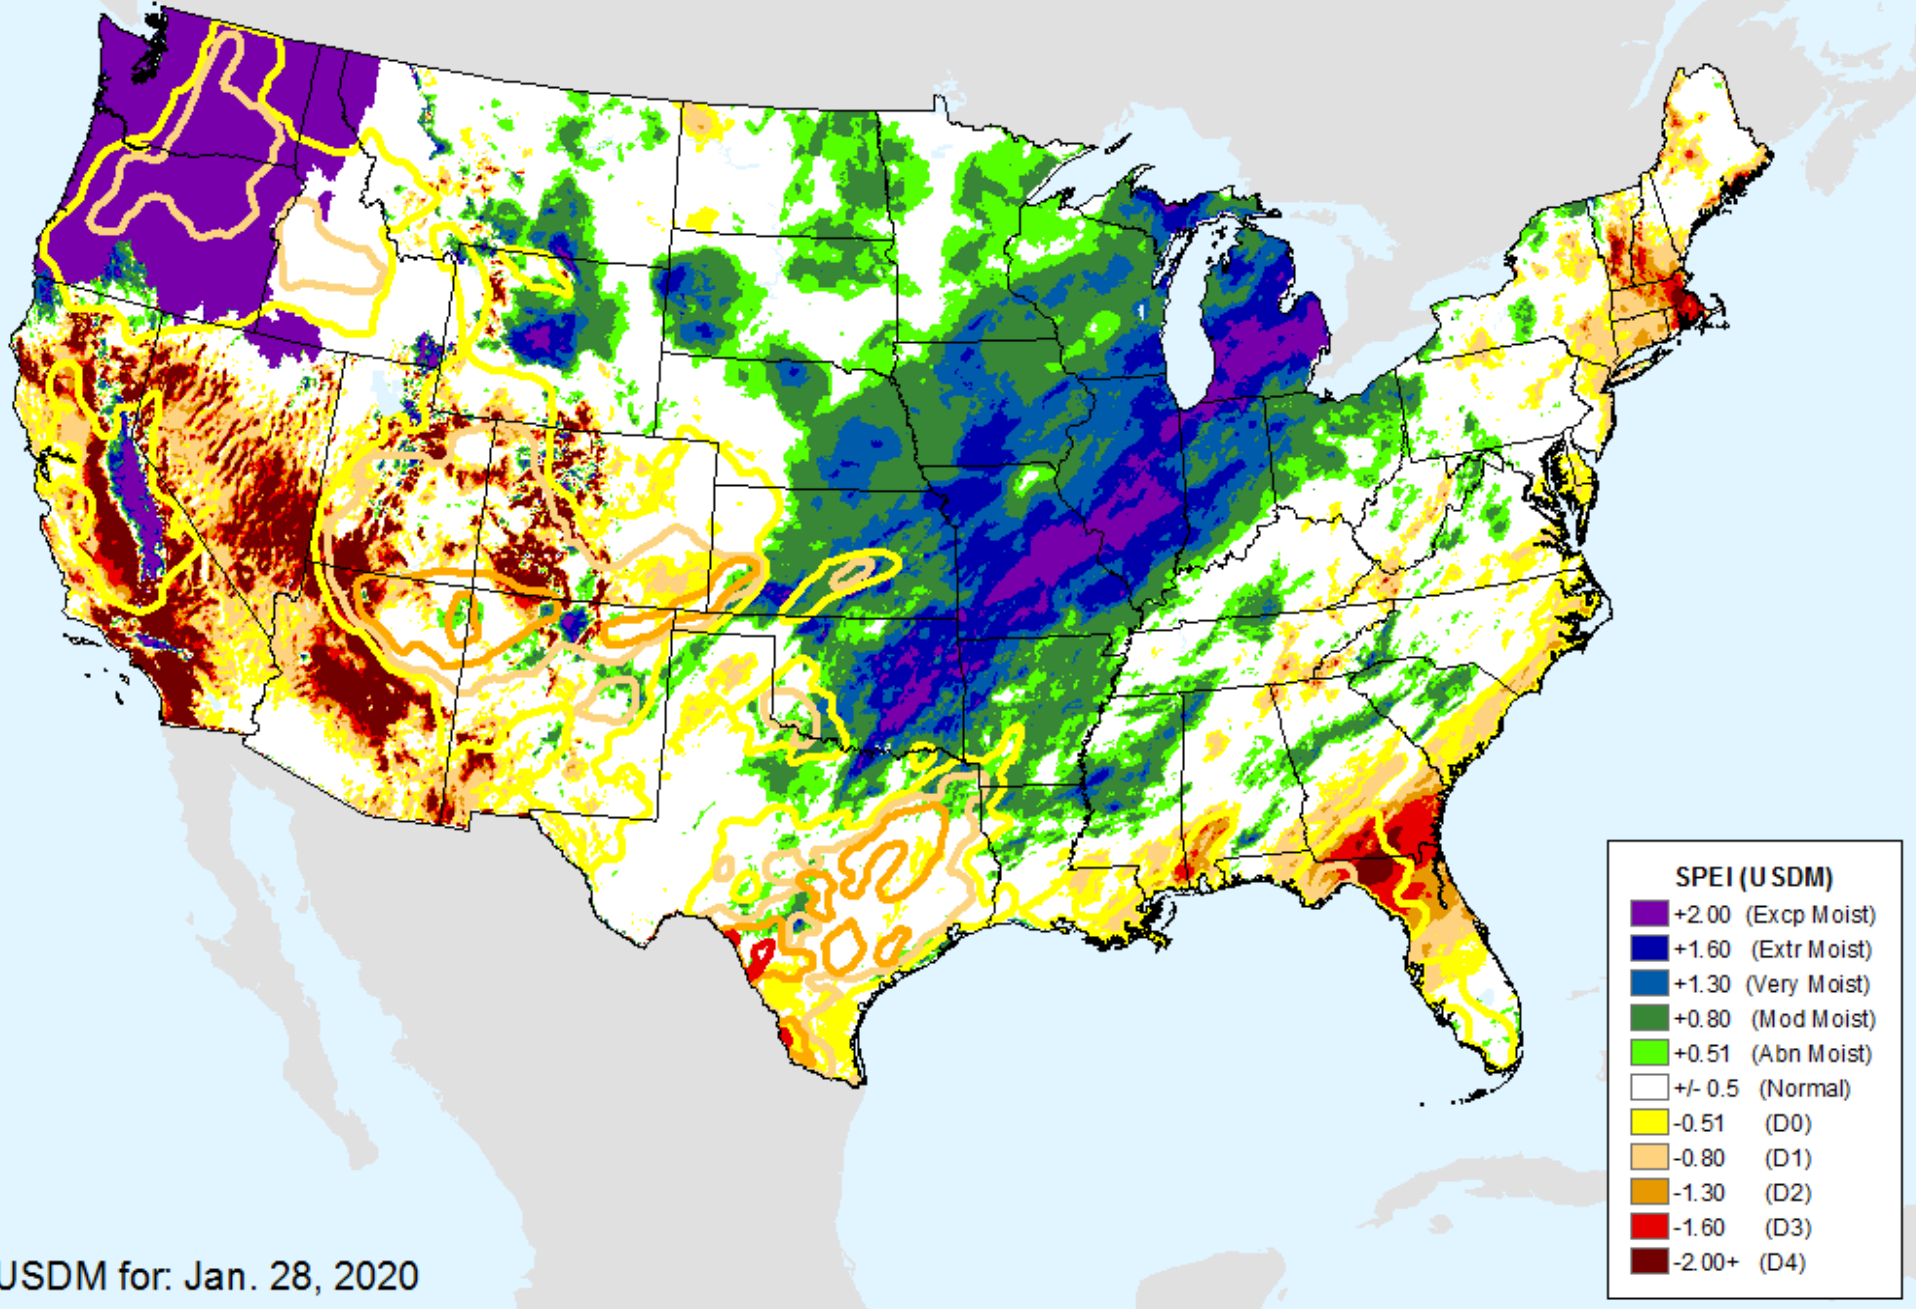 SPEI (USDM)
+2.00 (Excp Moist)
+1.60 (Extr Moist)
+1.30 (Very Moist)
+0.80 (Mod Moist)
+0.51 (Abn Moist)
+/- 0.5 (Normal)
-0.51 (D0)
-0.80 (D1)
-1.30 (D2)
-1.60 (D3)
-2.00+ (D4)
USDM for: Jan. 28, 2020